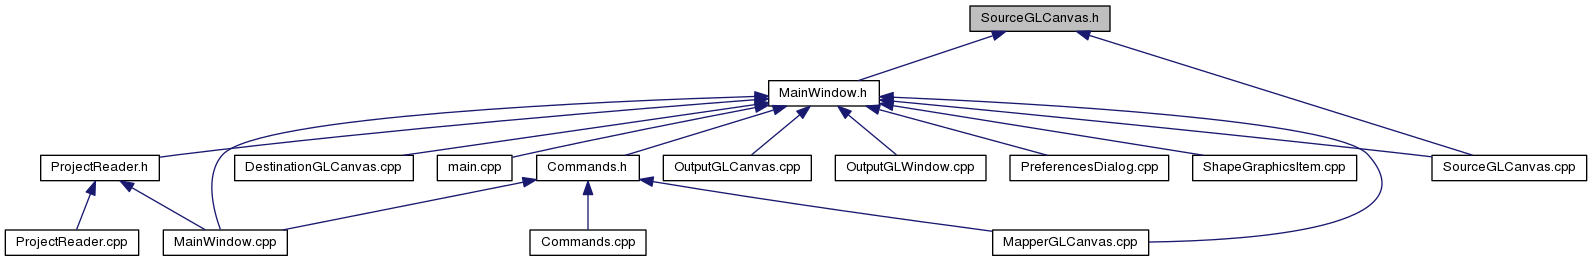 SourceGLCanvas.h
MainWindow.h
ProjectReader.h
DestinationGLCanvas.cpp
main.cpp
Commands.h
OutputGLCanvas.cpp
OutputGLWindow.cpp
PreferencesDialog.cpp
ShapeGraphicsItem.cpp
SourceGLCanvas.cpp
ProjectReader.cpp
MainWindow.cpp
Commands.cpp
MapperGLCanvas.cpp